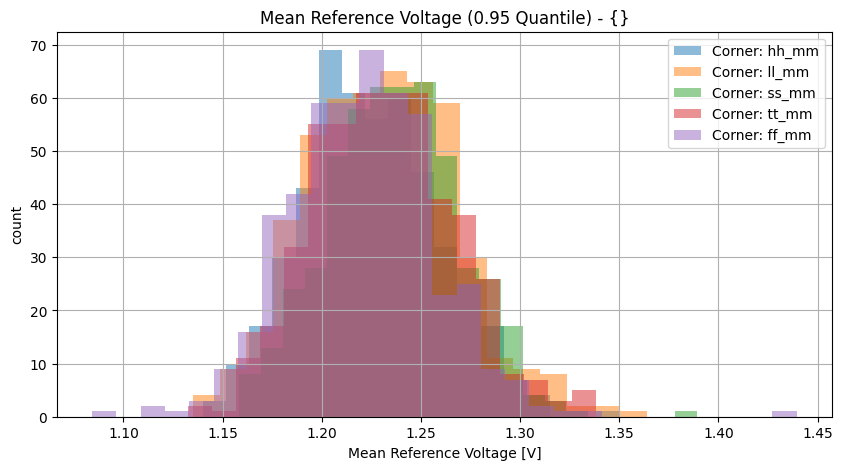 Mean Reference Voltage (0.95 Quantile) - {}
Corner: hh_mm
Corner: ll_mm
Corner: ss_mm
Corner: tt_mm
Corner: ff_mm
count
70
60
50
40
30
20
10
0
1.10 1.15 1.20 1.25 1.30 1.35 1.40 1.45
Mean Reference Voltage [V]